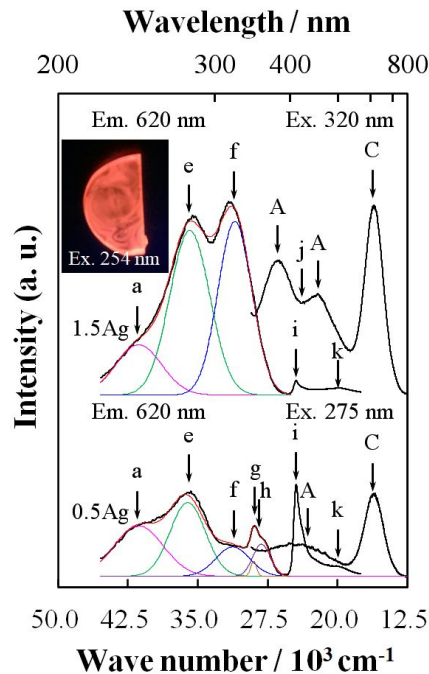 Wavelength / nm
200 300 400 600 800
Em. 620 nm Ex. 320 nm
e f A j A C
Ex. 254 nm
a
1.5Ag
i k
Intensity (a. u.)
Em. 620 nm Ex. 275 nm
a e f g h i A k C
0.5Ag
50.0 42.5 35.0 27.5 20.0 12.5
Wave number / 10³ cm⁻¹